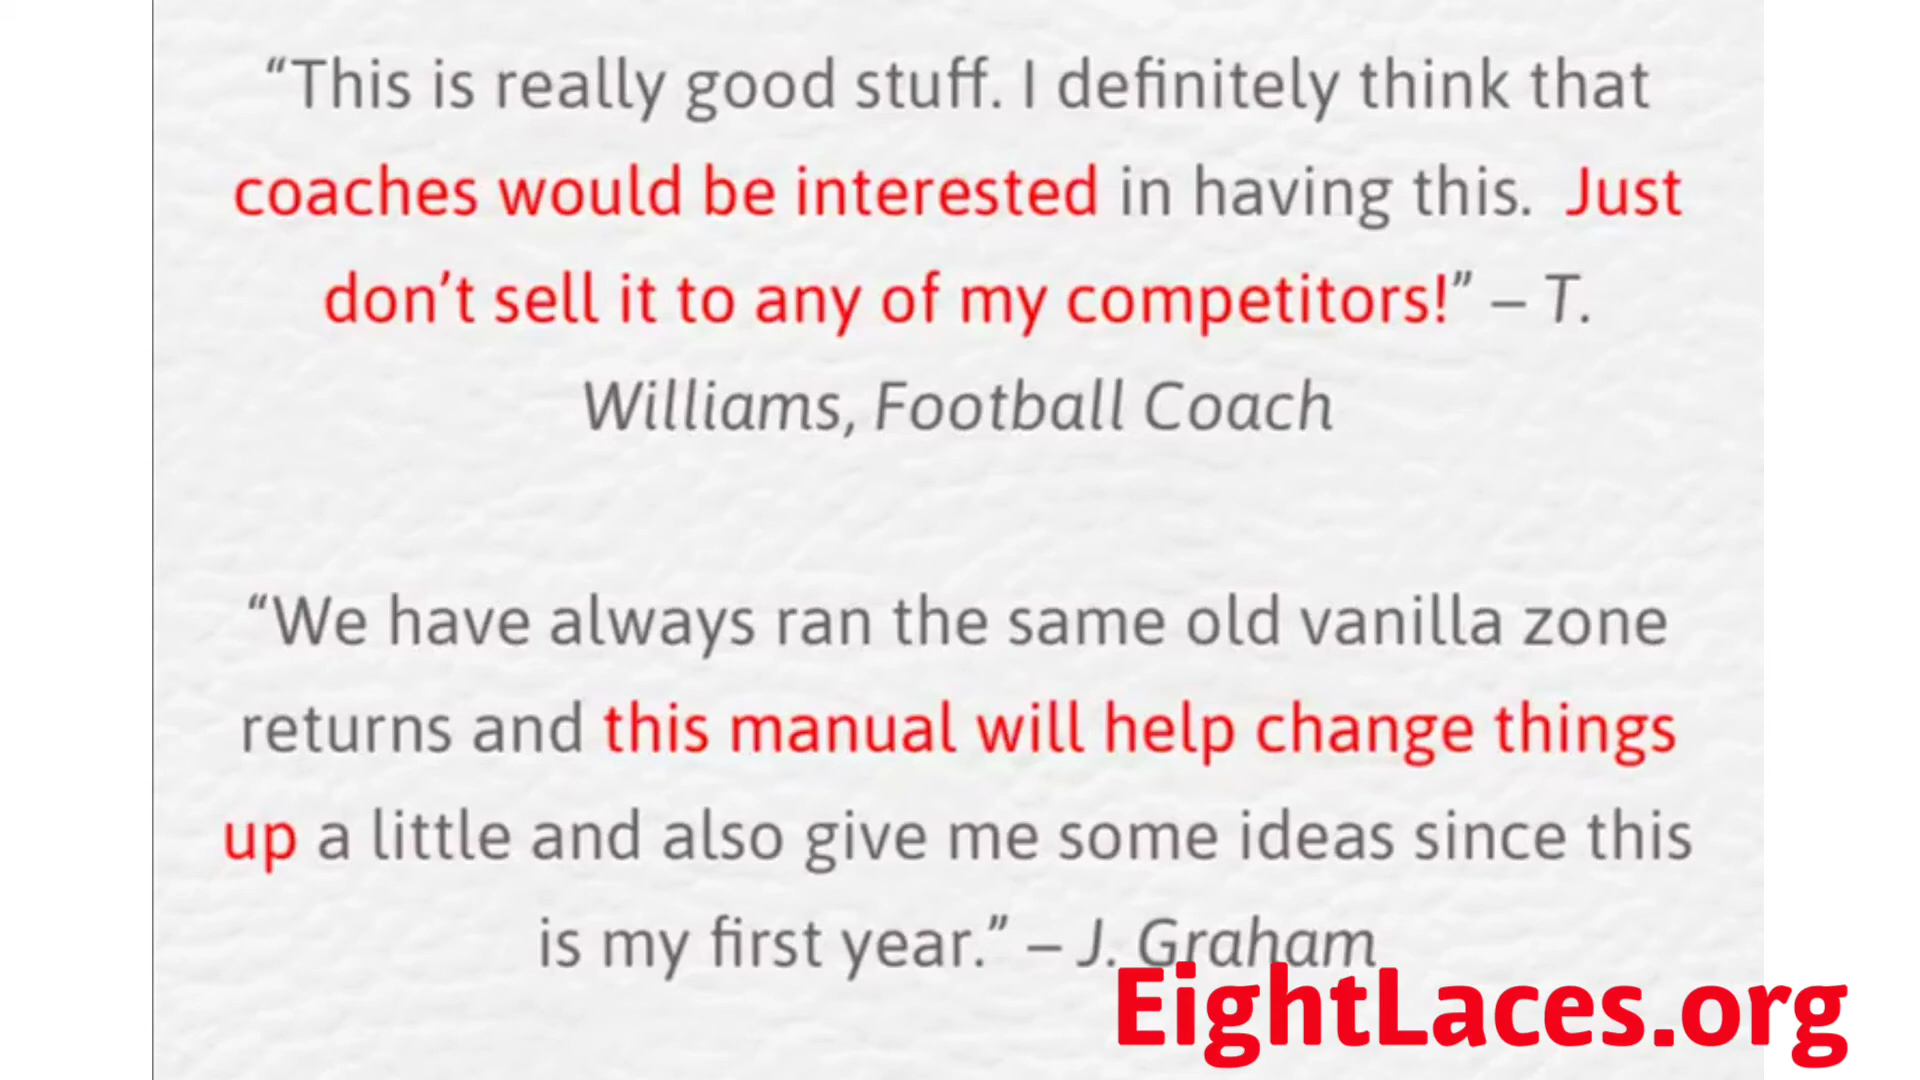 “This is really good stuff. I definitely think that
coaches would be interested in having this. Just
don’t sell it to any of my competitors!” – T.
Williams, Football Coach
“We have always ran the same old vanilla zone
returns and this manual will help change things
up a little and also give me some ideas since this
is my first year.” – J. Graham
EightLaces.org